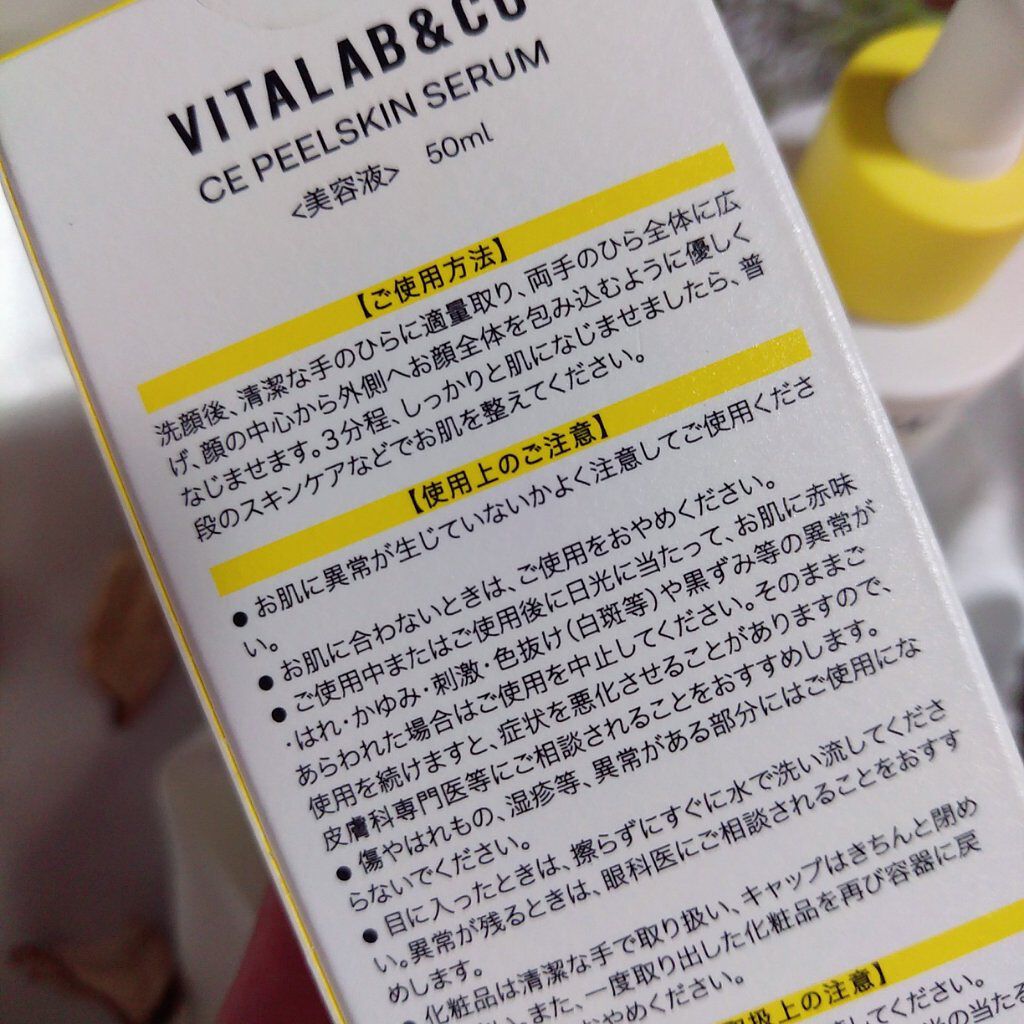 VITALAB&CO
CE PEELSKIN SERUM
<美容液> 50ml
【ご使用方法】
洗顔後、清潔な手のひらに適量取り、両手のひら全体に広
げ、顔の中心から外側へお顔全体を包み込むように優しく
なじませます。3分程、しっかりと肌になじませましたら、普
段のスキンケアなどでお肌を整えてください。
【使用上のご注意】
●お肌に異常が生じていないかよく注意してご使用くださ
い。
●お肌に合わないときは、ご使用をおやめください。
●ご使用中またはご使用後に日光に当たって、お肌に赤味
・はれ・かゆみ・刺激・色抜け(白斑等)や黒ずみ等の異常が
あらわれた場合はご使用を中止してください。そのままご
使用を続けますと、症状を悪化させることがありますので、
皮膚科専門医等にご相談されることをおすすめします。
●傷やはれもの、湿疹等、異常がある部分にはご使用にな
らないでください。
●目に入ったときは、擦らずにすぐに水で洗い流してくださ
い。異常が残るときは、眼科医にご相談されることをおすす
めします。
●化粧品は清潔な手で取り扱い、キャップはきちんと閉め
さい。また、一度取り出した化粧品を再び容器に戻
おやめください。
取扱上の注意】
してください。
光の当たる